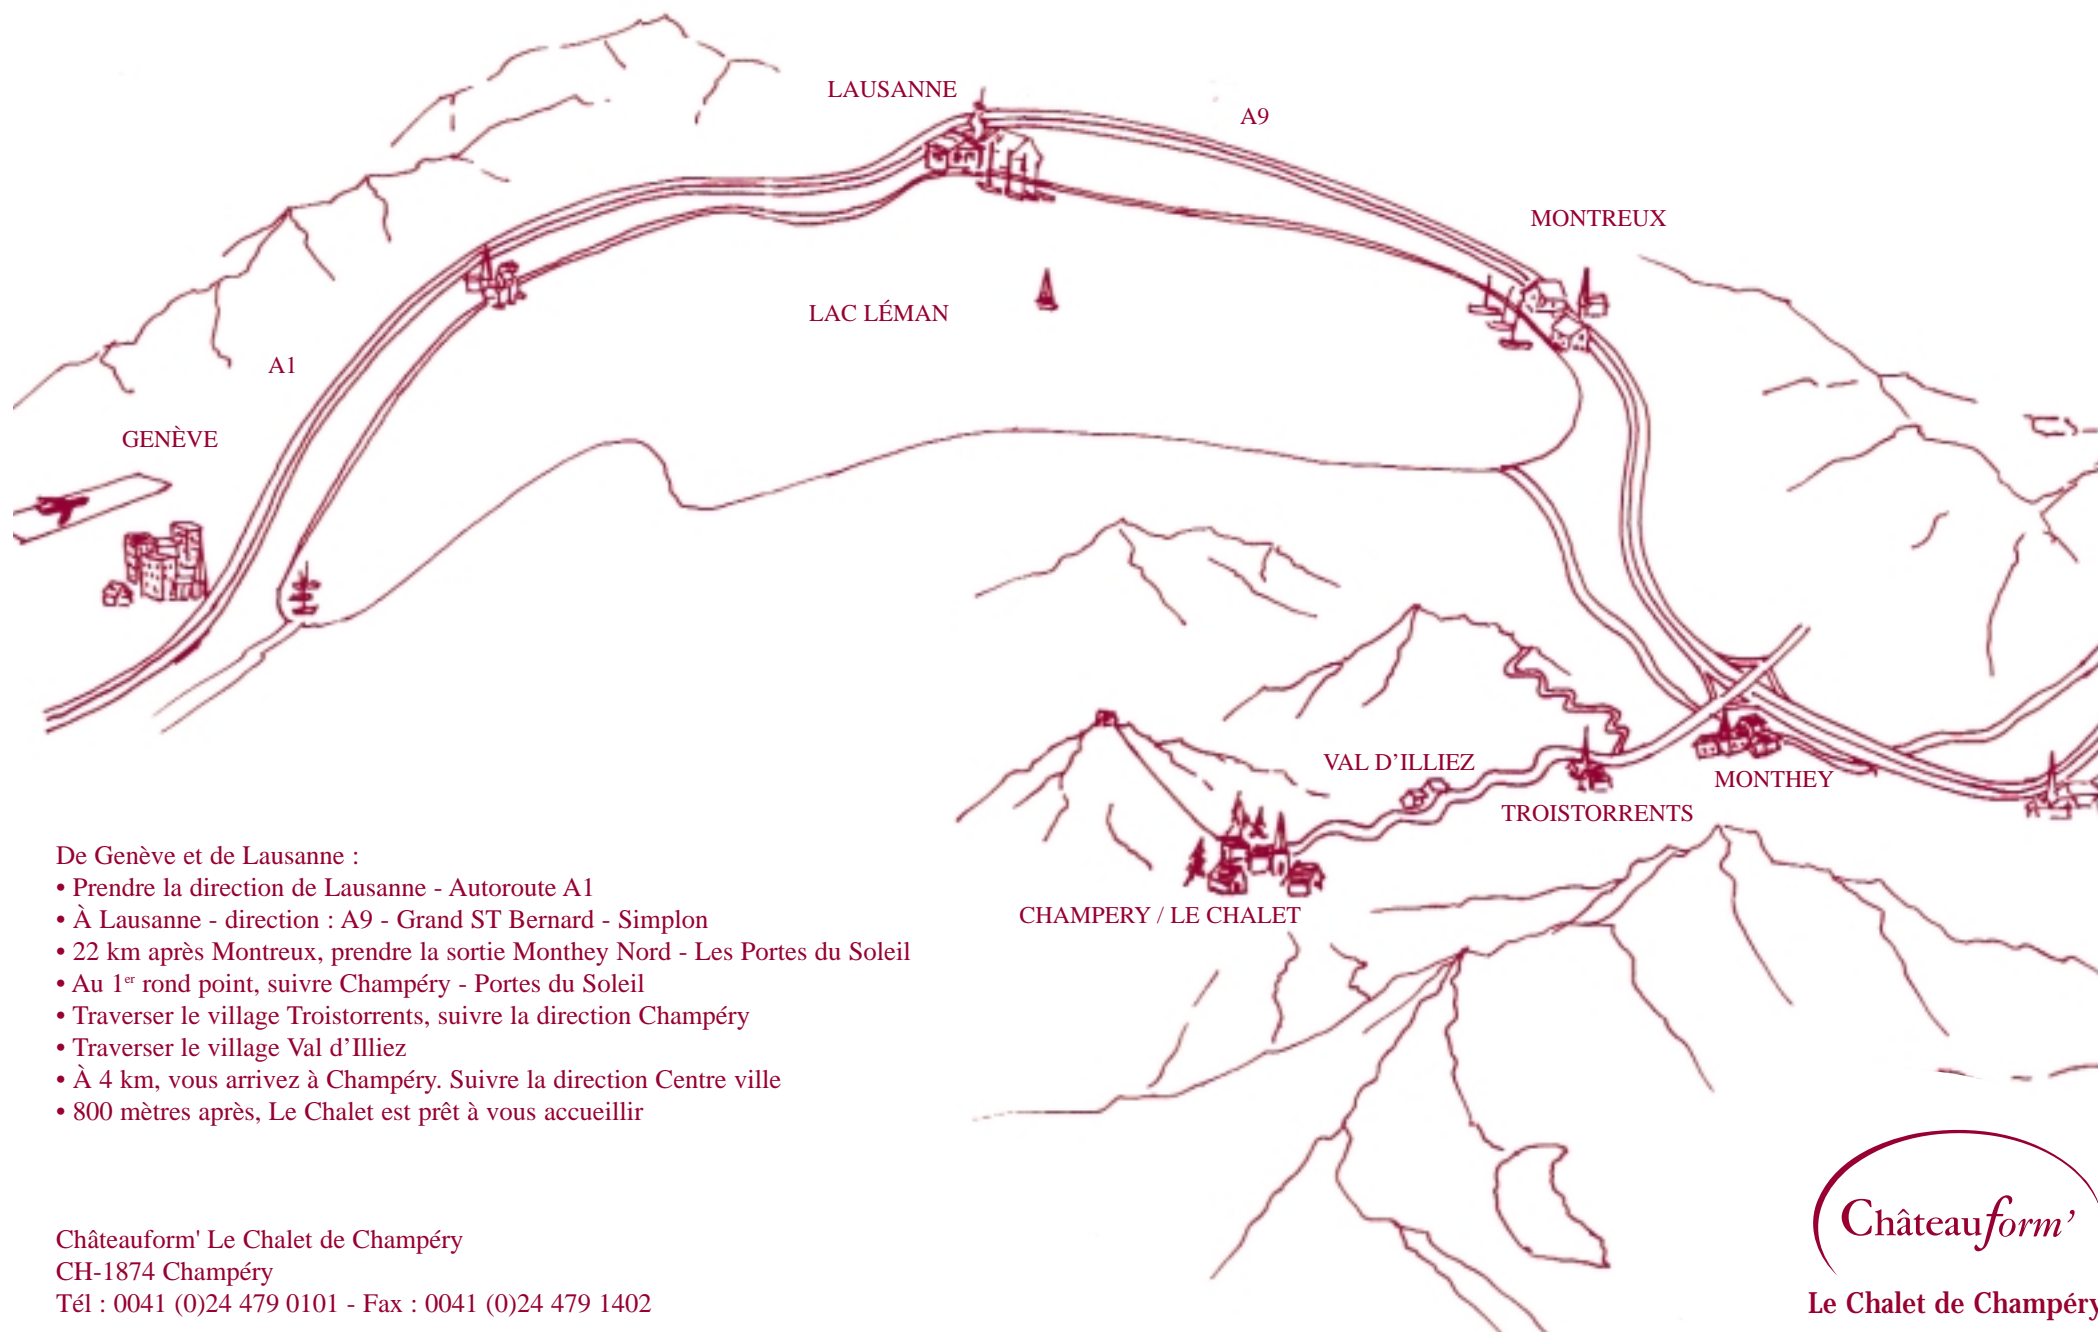 LAUSANNE
A9
MONTREUX
LAC LÉMAN
A1
GENÈVE
VAL D'ILLIEZ
MONTHEY
TROISTORRENTS
CHAMPERY / LE CHALET
De Genève et de Lausanne :
• Prendre la direction de Lausanne - Autoroute A1
• À Lausanne - direction : A9 - Grand ST Bernard - Simplon
• 22 km après Montreux, prendre la sortie Monthey Nord - Les Portes du Soleil
• Au 1er rond point, suivre Champéry - Portes du Soleil
• Traverser le village Troistorrents, suivre la direction Champéry
• Traverser le village Val d'Illiez
• À 4 km, vous arrivez à Champéry. Suivre la direction Centre ville
• 800 mètres après, Le Chalet est prêt à vous accueillir
Châteauform' Le Chalet de Champéry
CH-1874 Champéry
Tél : 0041 (0)24 479 0101 - Fax : 0041 (0)24 479 1402
Châteauform'
Le Chalet de Champéry